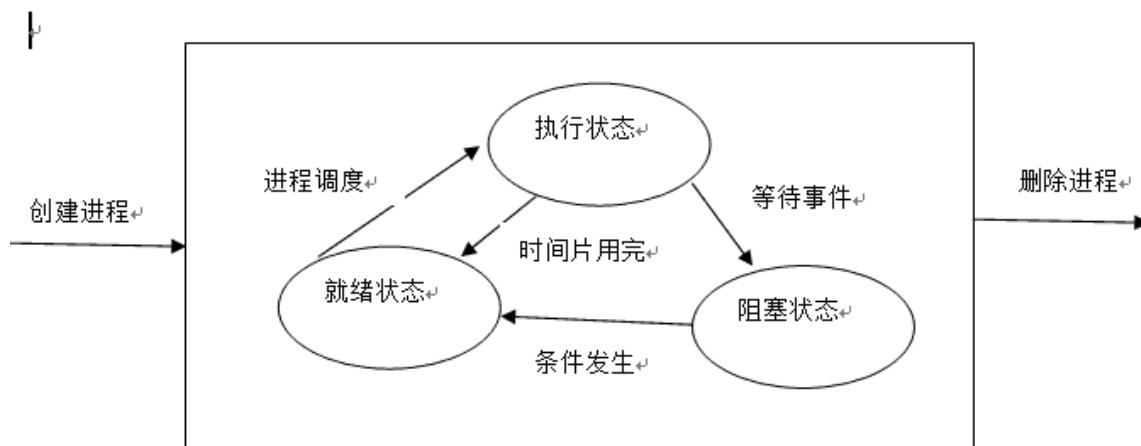 执行状态
进程调度
删除进程
等待事件
创建进程
时间片用完
就绪状态
阻塞状态
条件发生